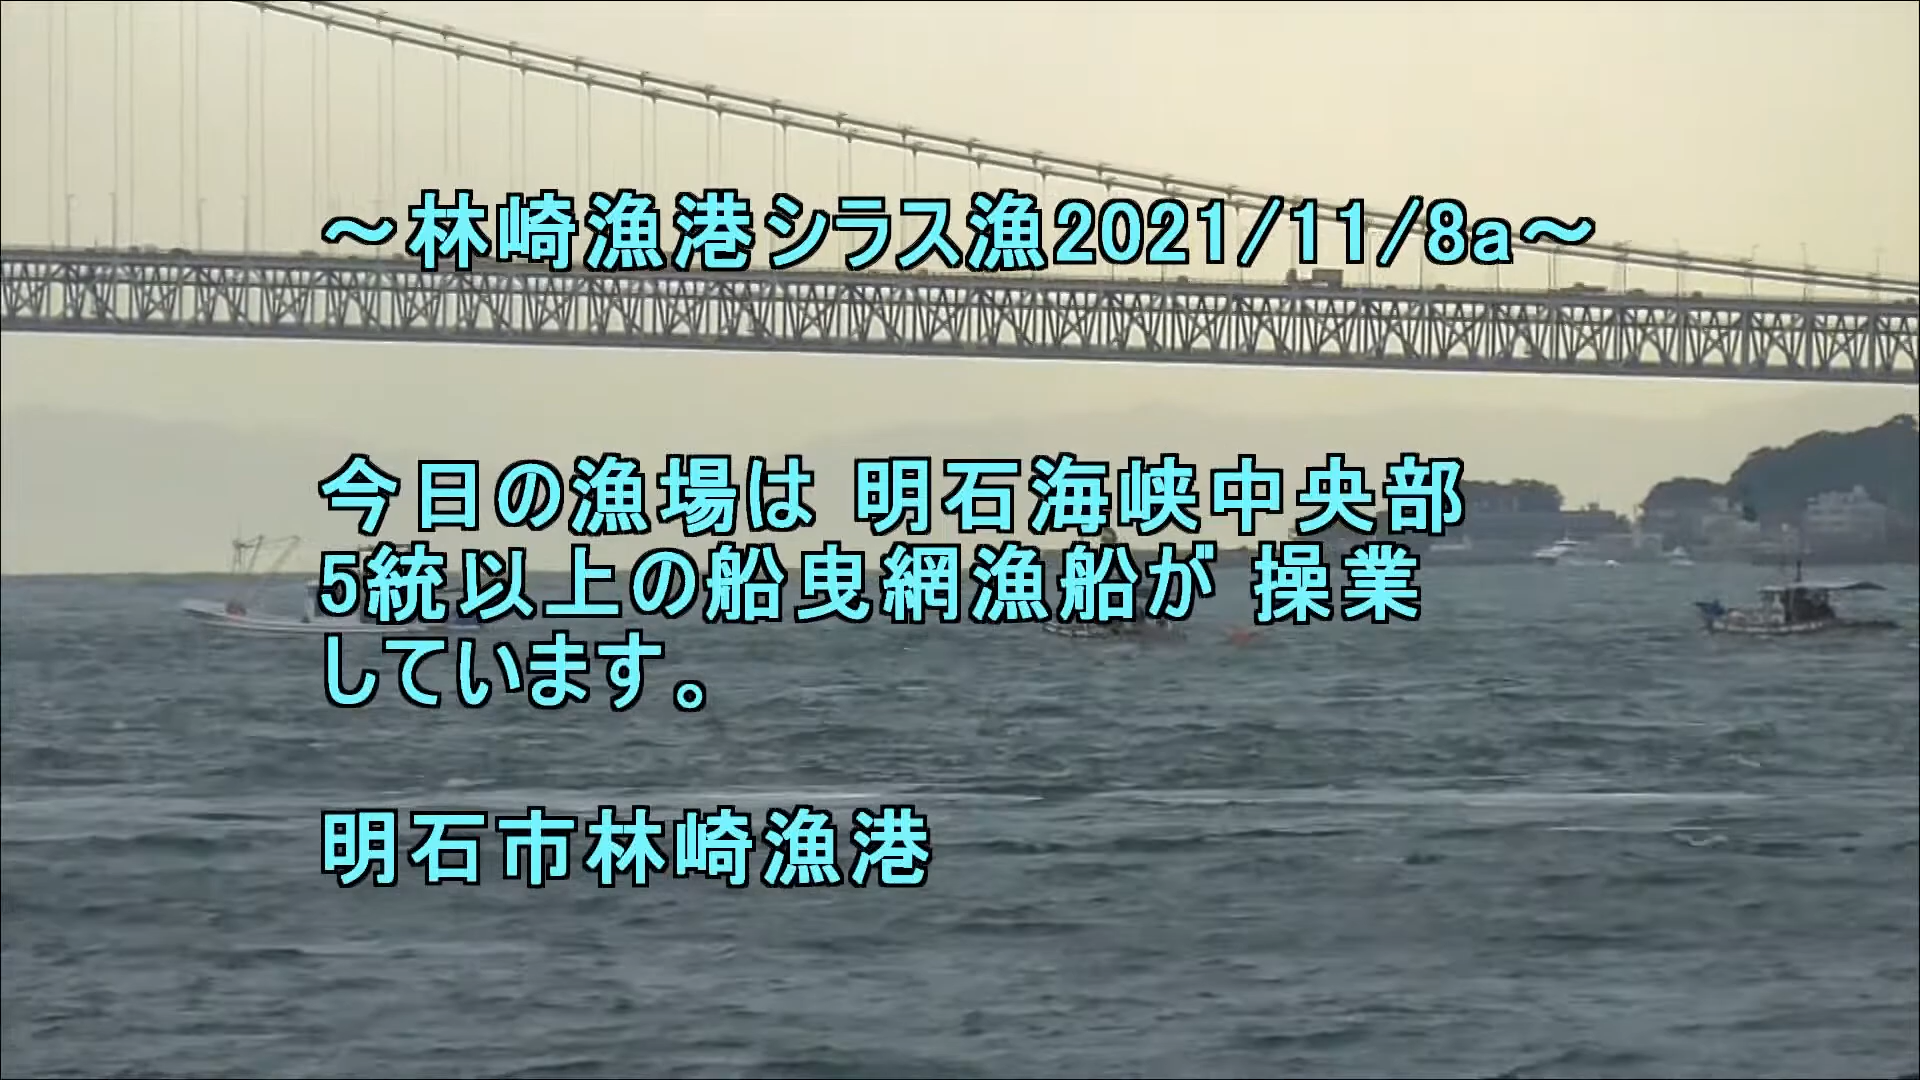 ～林崎漁港シラス漁2021/11/8a～
今日の漁場は 明石海峡中央部
5統以上の船曳網漁船が 操業
しています。
明石市林崎漁港